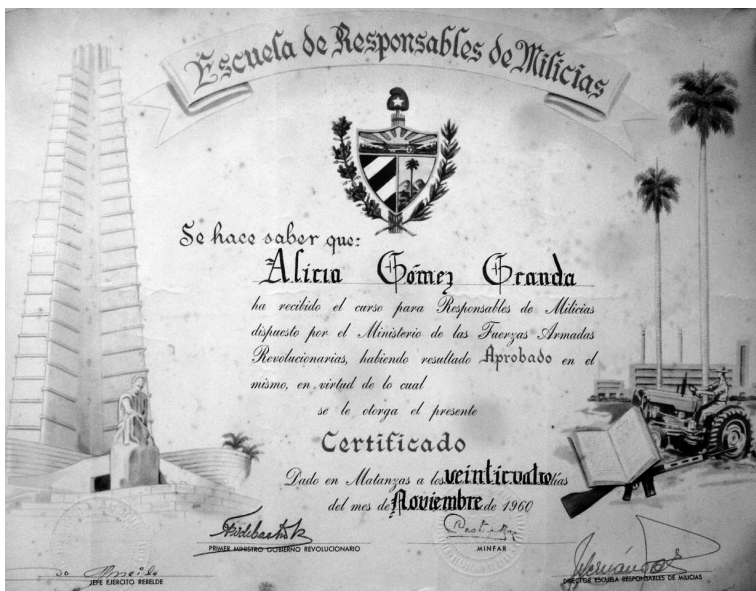 Escuela de Responsables de Milicias
Se hace saber que:
Alicia Gómez Granda
ha recibido el curso para Responsables de Milicias
dispuesto por el Ministerio de las Fuerzas Armadas
Revolucionarias, habiendo resultado Aprobado en el
mismo, en virtud de lo cual
se le otorga el presente
Certificado
Dado en Matanzas a los veinticuatro días
del mes de Noviembre de 1960
PRIMER MINISTRO GOBIERNO REVOLUCIONARIO
MINFAR
JEFE EJERCITO REBELDE
DIRECTOR ESCUELA RESPONSABLES DE MILICIAS